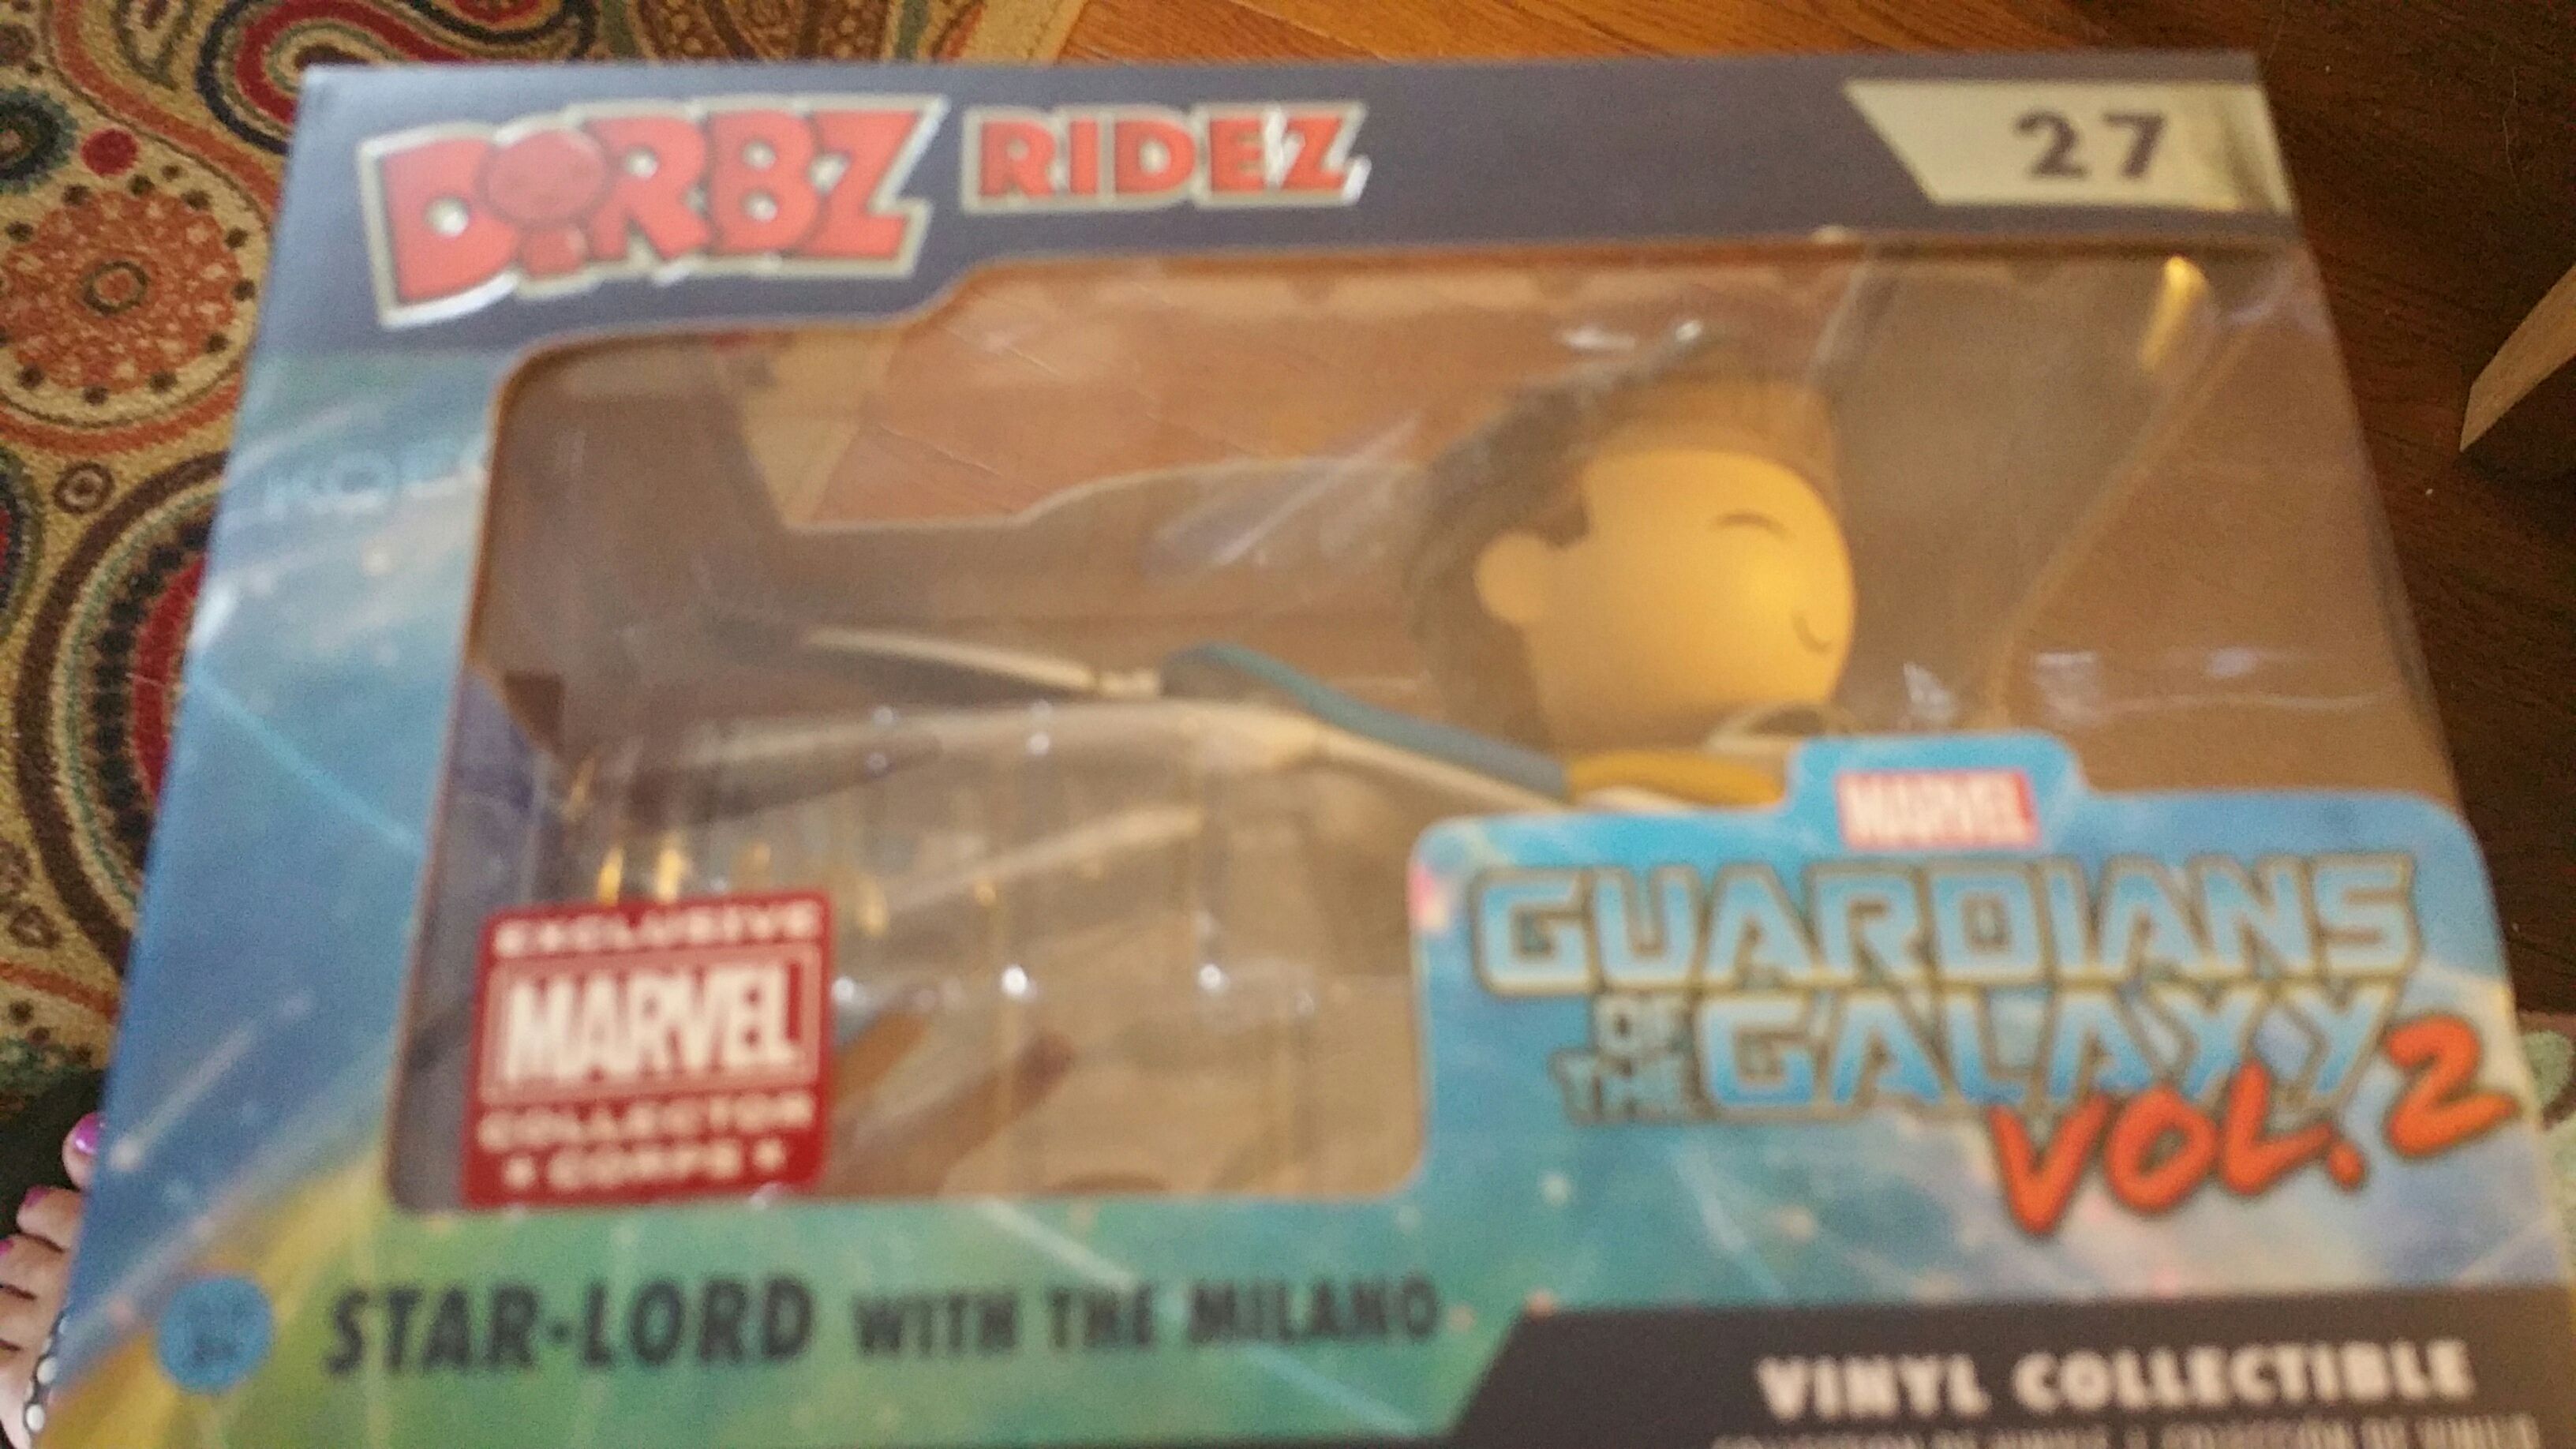 DORBZ RIDEZ
27
MARVEL
GUARDIANS
OF THE GALAXY
VOL. 2
EXCLUSIVE
MARVEL
COLLECTOR
• CORPS •
STAR-LORD WITH THE MILANO
VINYL COLLECTIBLE